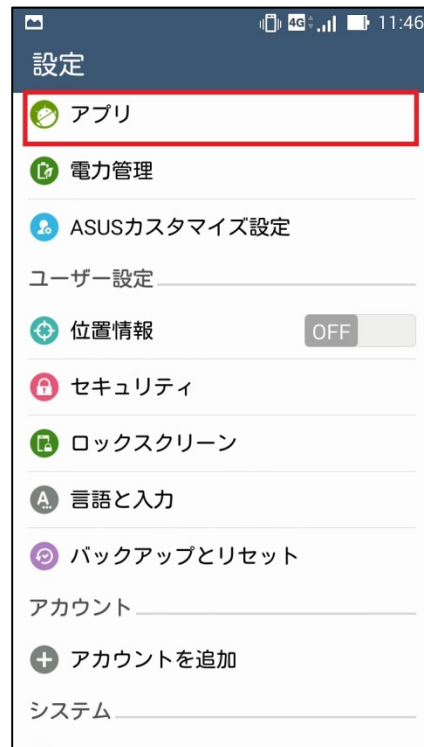 4G 11:46
設定
アプリ
電力管理
ASUSカスタマイズ設定
ユーザー設定
位置情報 OFF
セキュリティ
ロックスクリーン
言語と入力
バックアップとリセット
アカウント
アカウントを追加
システム